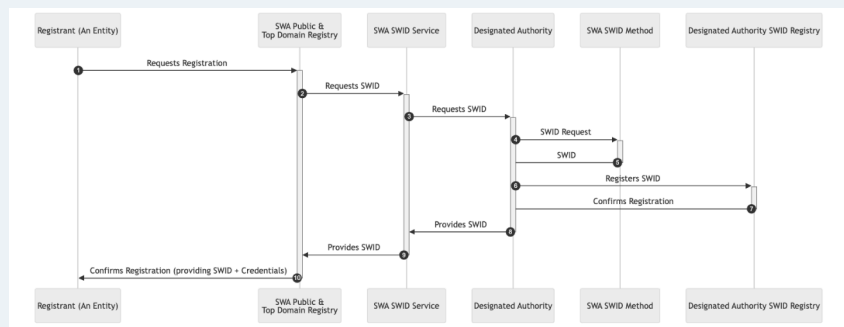 Registrant (An Entity)
SWA Public &
Top Domain Registry
SWA SWID Service
Designated Authority
SWA SWID Method
Designated Authority SWID Registry
Requests Registration
1
Requests SWID
2
Requests SWID
3
SWID Request
4
SWID
5
Registers SWID
6
Confirms Registration
7
Provides SWID
8
Provides SWID
9
Confirms Registration (providing SWID + Credentials)
10
Registrant (An Entity)
SWA Public &
Top Domain Registry
SWA SWID Service
Designated Authority
SWA SWID Method
Designated Authority SWID Registry